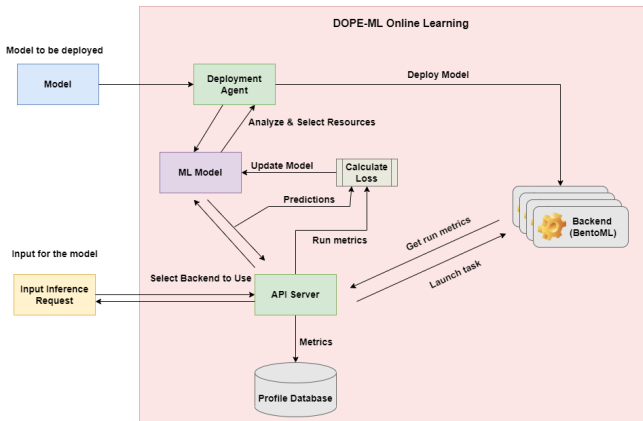 DOPE-ML Online Learning
Model to be deployed
Model
Deployment
Agent
Deploy Model
Analyze & Select Resources
ML Model
Update Model
Calculate
Loss
Predictions
Run metrics
Get run metrics
Launch task
Backend
(BentoML)
Input for the model
Input Inference
Request
Select Backend to Use
API Server
Metrics
Profile Database